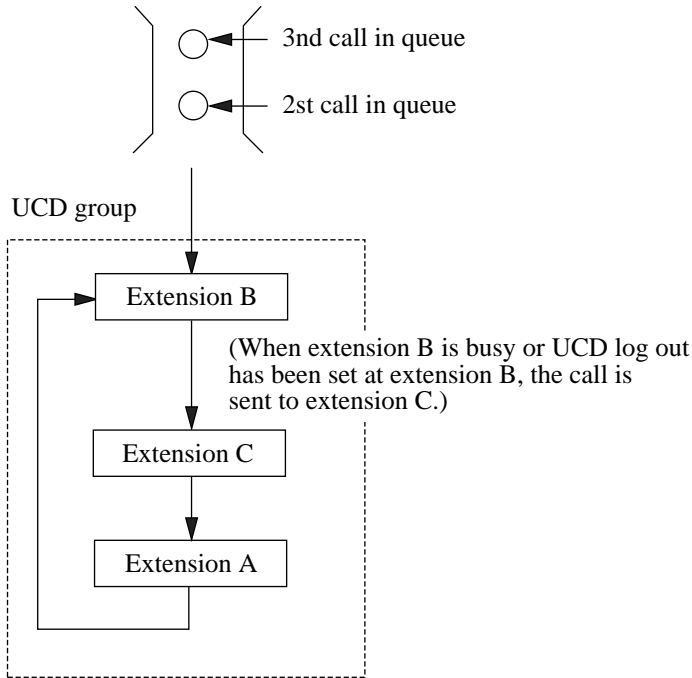 3nd call in queue
2st call in queue
UCD group
Extension B
(When extension B is busy or UCD log out
has been set at extension B, the call is
sent to extension C.)
Extension C
Extension A